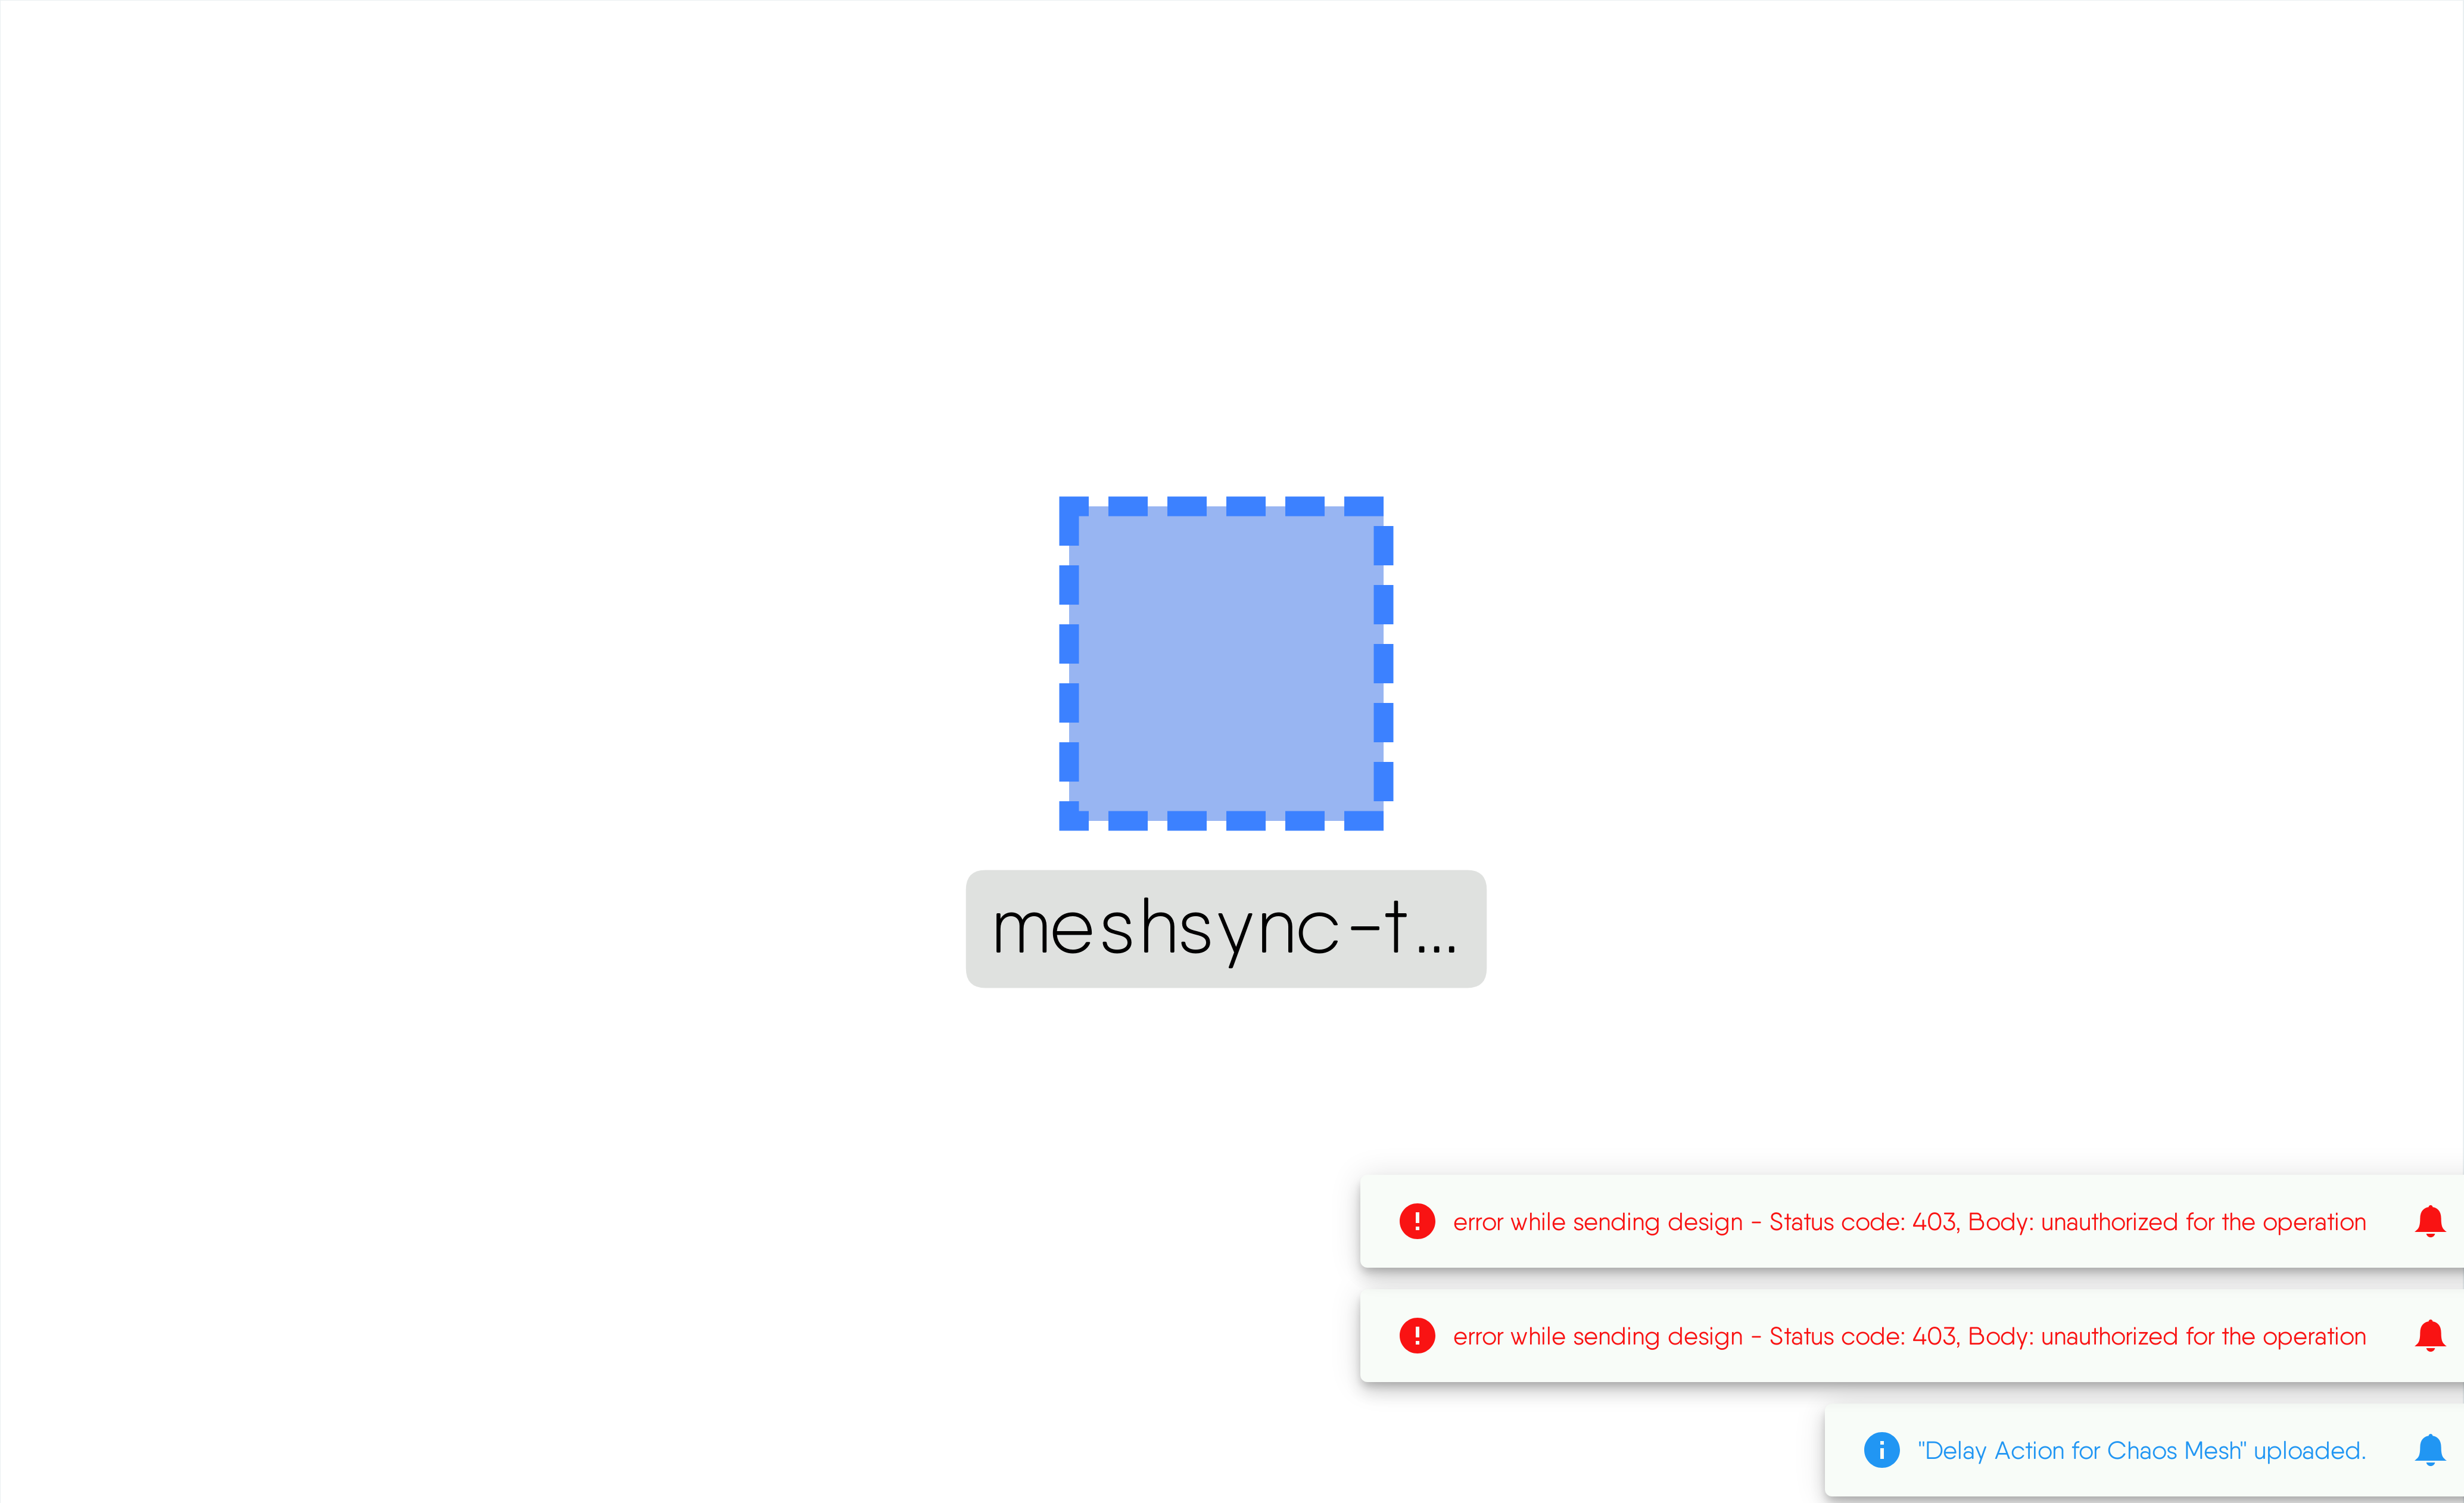 meshsync-t...
error while sending design - Status code: 403, Body: unauthorized for the operation
error while sending design - Status code: 403, Body: unauthorized for the operation
"Delay Action for Chaos Mesh" uploaded.